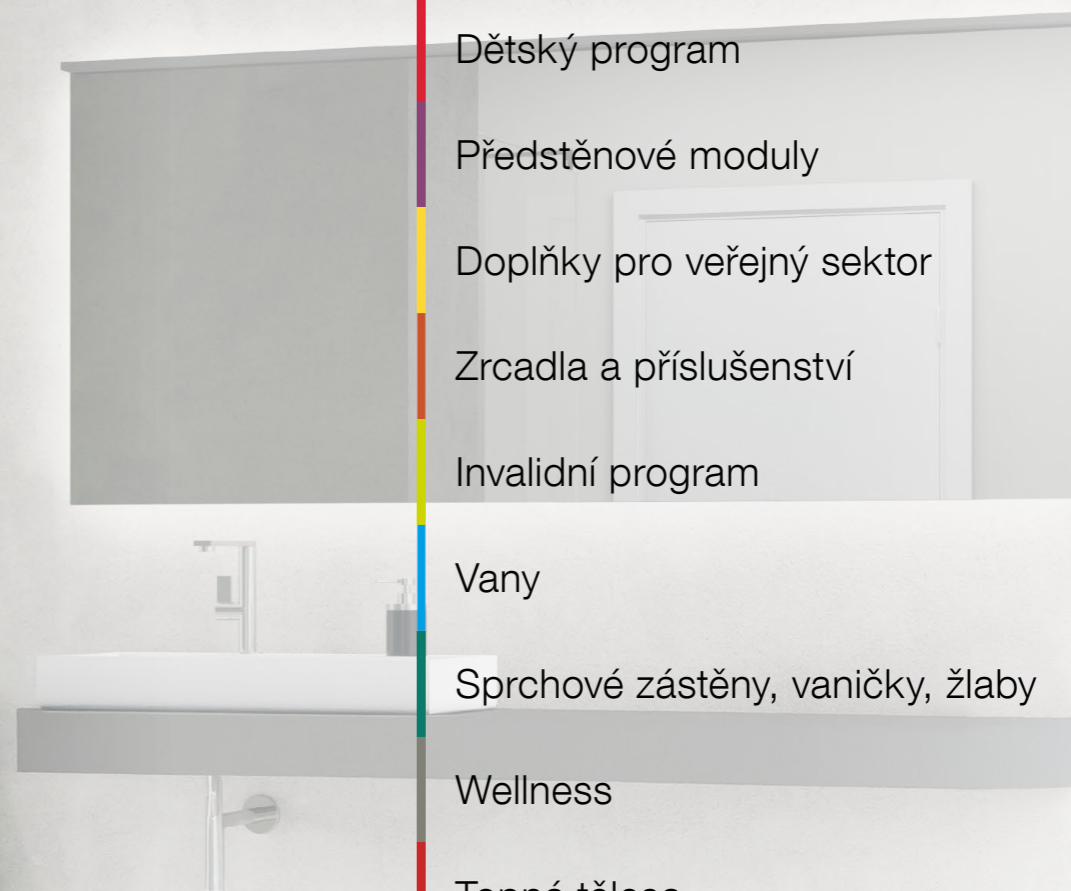 Dětský program
Předstěnové moduly
Doplňky pro veřejný sektor
Zrcadla a příslušenství
Invalidní program
Vany
Sprchové zástěny, vaničky, žlaby
Wellness